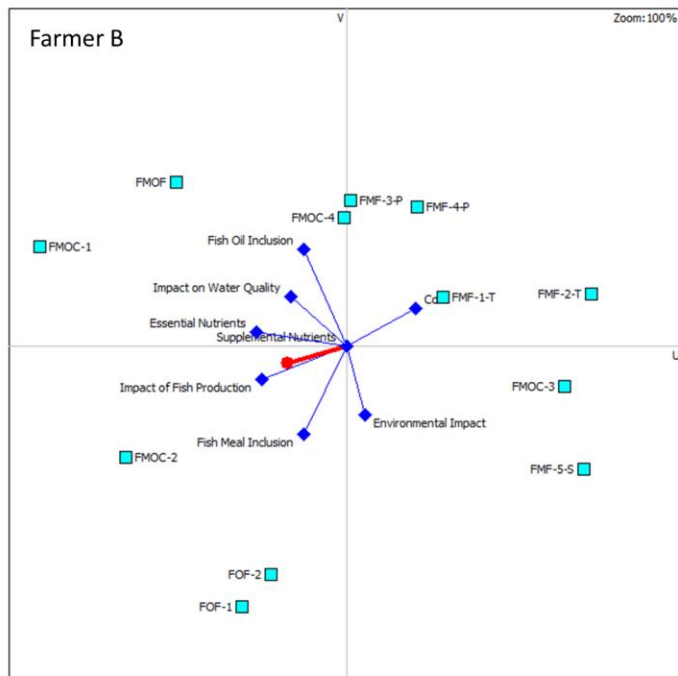 Farmer B
V
Zoom: 100%
FMOF
FMF-3-P
FMF-4-P
FMOC-4
Fish Oil Inclusion
FMOC-1
Impact on Water Quality
FMF-1-T
FMF-2-T
Essential Nutrients
Supplemental Nutrients
U
Impact of Fish Production
FMOC-3
Environmental Impact
Fish Meal Inclusion
FMOC-2
FMF-5-S
FOF-2
FOF-1